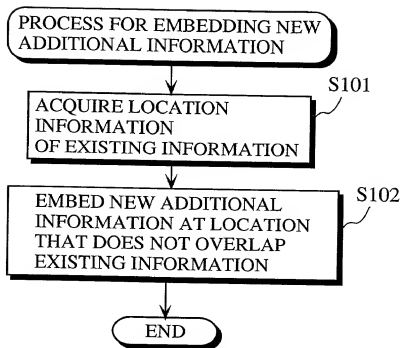 PROCESS FOR EMBEDDING NEW
ADDITIONAL INFORMATION
S101
ACQUIRE LOCATION
INFORMATION
OF EXISTING INFORMATION
S102
EMBED NEW ADDITIONAL
INFORMATION AT LOCATION
THAT DOES NOT OVERLAP
EXISTING INFORMATION
END